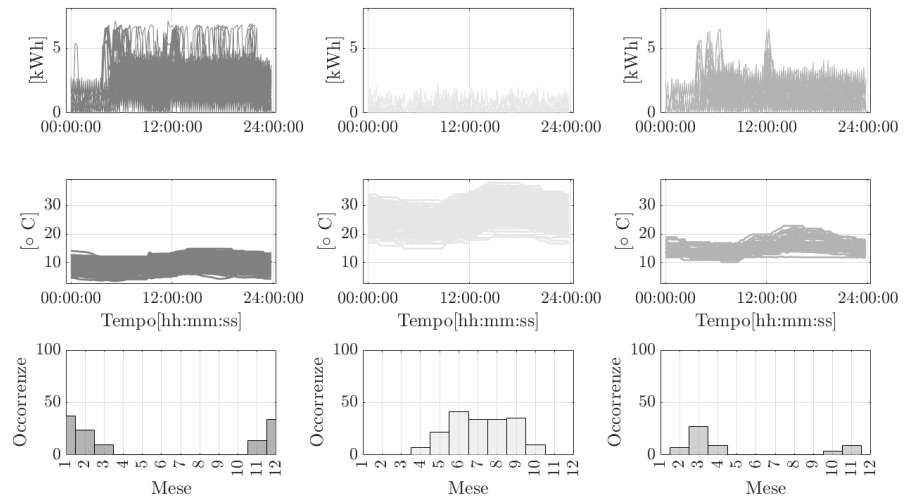 [kWh] 5 0 00:00:00 12:00:00 24:00:00
[kWh] 5 0 00:00:00 12:00:00 24:00:00
[kWh] 5 0 00:00:00 12:00:00 24:00:00
[∘ C] 30 20 10 00:00:00 12:00:00 24:00:00
Tempo[hh:mm:ss]
[∘ C] 30 20 10 00:00:00 12:00:00 24:00:00
Tempo[hh:mm:ss]
[∘ C] 30 20 10 00:00:00 12:00:00 24:00:00
Tempo[hh:mm:ss]
Occorrenze 100 50 0 1 2 3 4 5 6 7 8 9 10 11 12
Mese
Occorrenze 100 50 0 1 2 3 4 5 6 7 8 9 10 11 12
Mese
Occorrenze 100 50 0 1 2 3 4 5 6 7 8 9 10 11 12
Mese